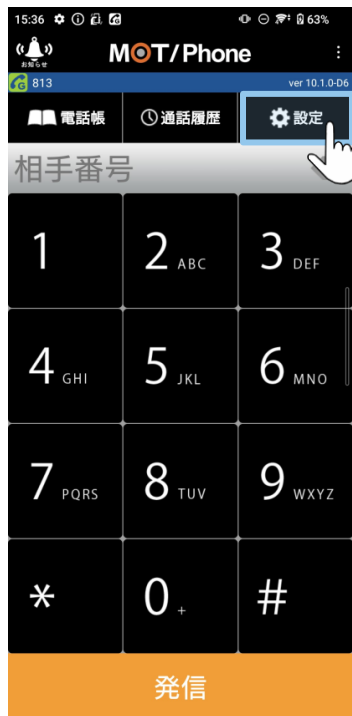 15:36 63%
お知らせ MOT/Phone
813 ver 10.1.0-D6
電話帳 通話履歴 設定
相手番号
1 2 ABC 3 DEF
4 GHI 5 JKL 6 MNO
7 PQRS 8 TUV 9 WXYZ
* 0 + #
発信